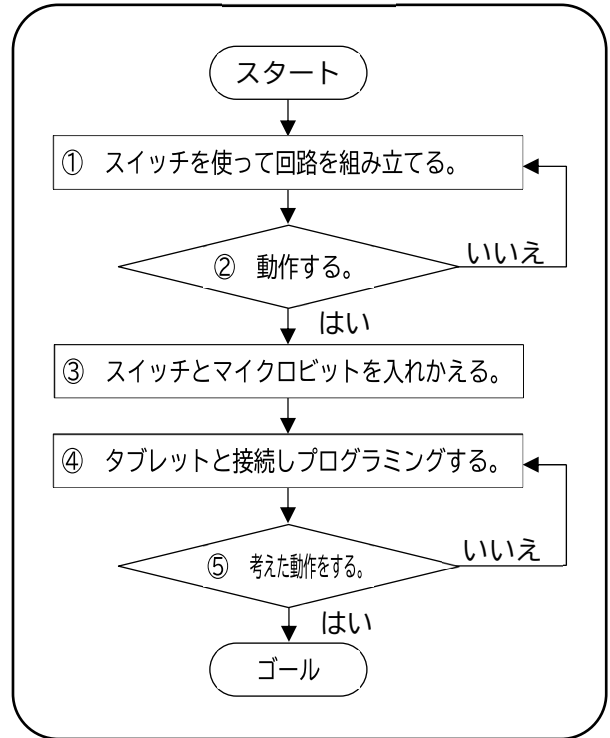 スタート
① スイッチを使って回路を組み立てる。
② 動作する。
いいえ
はい
③ スイッチとマイクロビットを入れかえる。
④ タブレットと接続しプログラミングする。
⑤ 考えた動作をする。
いいえ
はい
ゴール